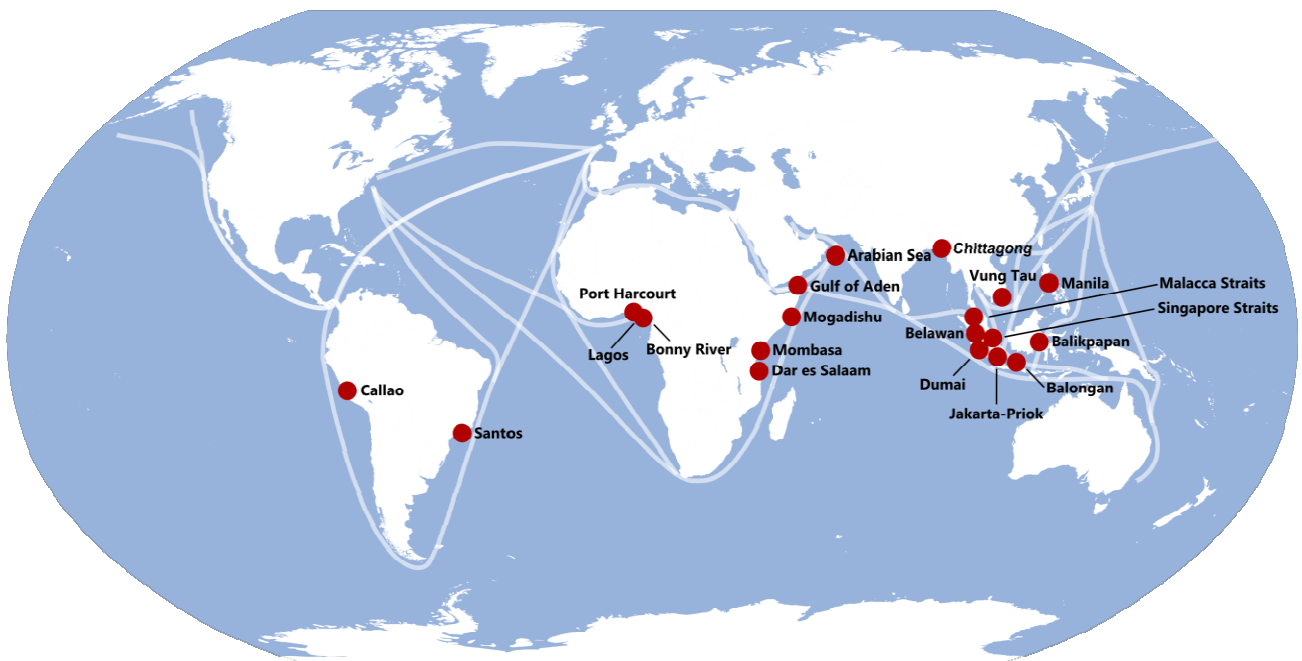 Chittagong
Arabian Sea
Vung Tau
Gulf of Aden
Manila
Malacca Straits
Port Harcourt
Singapore Straits
Mogadishu
Belawan
Balikpapan
Lagos
Bonny River
Mombasa
Dar es Salaam
Dumai
Balongan
Callao
Jakarta-Priok
Santos